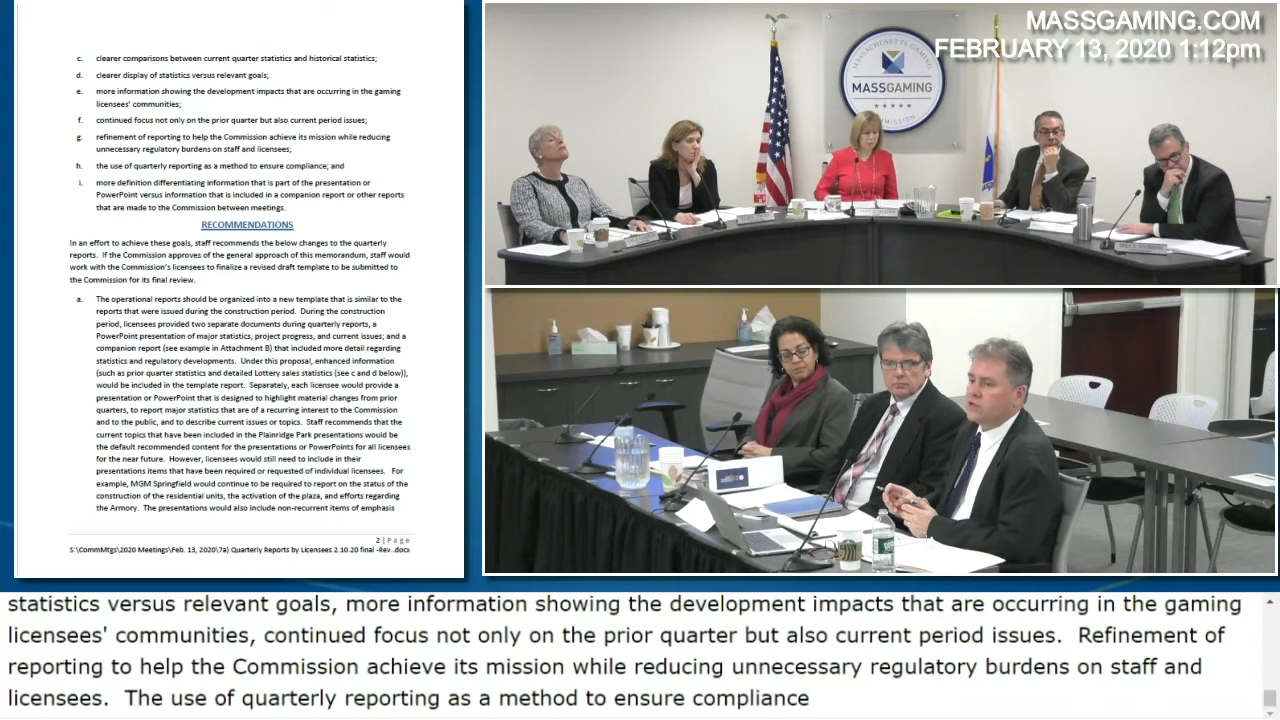 c. clearer comparisons between current quarter statistics and historical statistics;
d. clearer display of statistics versus relevant goals;
e. more information showing the development impacts that are occurring in the gaming
licensees' communities;
f. continued focus not only on the prior quarter but also current period issues;
g. refinement of reporting to help the Commission achieve its mission while reducing
unnecessary regulatory burdens on staff and licensees;
h. the use of quarterly reporting as a method to ensure compliance; and
i. more definition differentiating information that is part of the presentation or
PowerPoint versus information that is included in a companion report or other reports
that are made to the Commission between meetings.
RECOMMENDATIONS
In an effort to achieve these goals, staff recommends the below changes to the quarterly
reports. If the Commission approves of the general approach of this memorandum, staff would
work with the Commission's licensees to finalize a revised draft template to be submitted to
the Commission for its final review.
a. The operational reports should be organized into a new template that is similar to the
reports that were issued during the construction period. During the construction
period, licensees provided two separate documents during quarterly reports, a
PowerPoint presentation of major statistics, project progress, and current issues; and a
companion report (see example in Attachment B) that included more detail regarding
statistics and regulatory developments. Under this proposal, enhanced information
(such as prior quarter statistics and detailed Lottery sales statistics (see c and d below)),
would be included in the template report. Separately, each licensee would provide a
presentation or PowerPoint that is designed to highlight material changes from prior
quarters, to report major statistics that are of a recurring interest to the Commission
and to the public, and to describe current issues or topics. Staff recommends that the
current topics that have been included in the Plainridge Park presentations would be
the default recommended content for the presentations or PowerPoints for all licensees
for the near future. However, licensees would still need to include in their
presentations items that have been required or requested of individual licensees. For
example, MGM Springfield would continue to be required to report on the status of the
construction of the residential units, the activation of the plaza, and efforts regarding
the Armory. The presentations would also include non-recurrent items of emphasis
2 | Page
S:\CommMtgs\2020 Meetings\Feb. 13, 2020\7a) Quarterly Reports by Licensees 2.10.20 final -Rev..docx
MASSGAMING.COM
FEBRUARY 13, 2020 1:12pm
MASSGAMING
statistics versus relevant goals, more information showing the development impacts that are occurring in the gaming
licensees' communities, continued focus not only on the prior quarter but also current period issues.  Refinement of
reporting to help the Commission achieve its mission while reducing unnecessary regulatory burdens on staff and
licensees.  The use of quarterly reporting as a method to ensure compliance